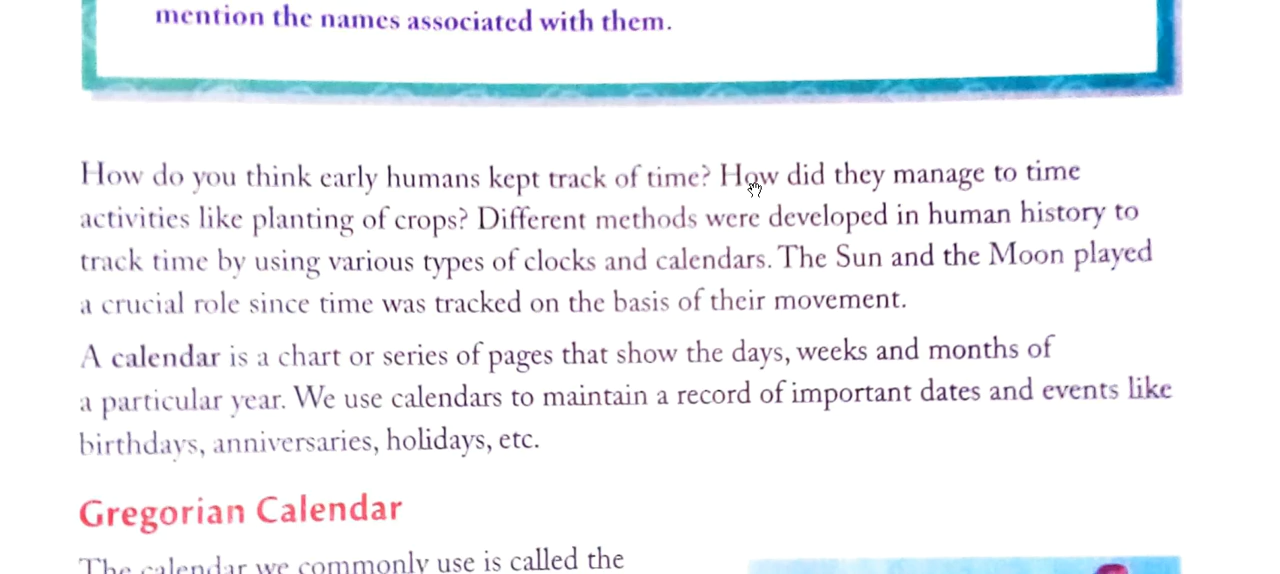 mention the names associated with them.
How do you think early humans kept track of time? How did they manage to time
activities like planting of crops? Different methods were developed in human history to
track time by using various types of clocks and calendars. The Sun and the Moon played
a crucial role since time was tracked on the basis of their movement.
A calendar is a chart or series of pages that show the days, weeks and months of
a particular year. We use calendars to maintain a record of important dates and events like
birthdays, anniversaries, holidays, etc.
Gregorian Calendar
The calendar we commonly use is called the